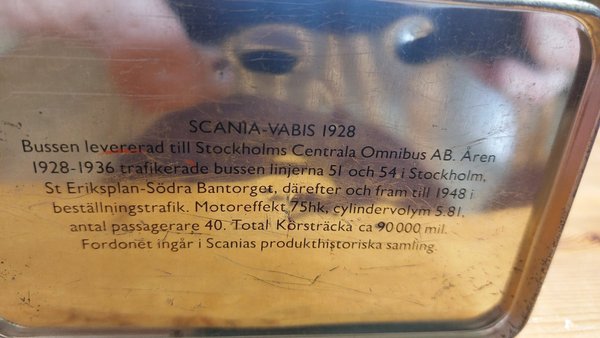 SCANIA-VABIS 1928
Bussen levererad till Stockholms Centrala Omnibus AB. Åren
1928-1936 trafikerade bussen linjerna 51 och 54 i Stockholm,
St Eriksplan-Södra Bantorget, därefter och fram till 1948 i
beställningstrafik. Motoreffekt 75hk, cylindervolym 5.81,
antal passagerare 40. Total Körsträcka ca 90 000 mil.
Fordonet ingår i Scanias produkthistoriska samling.